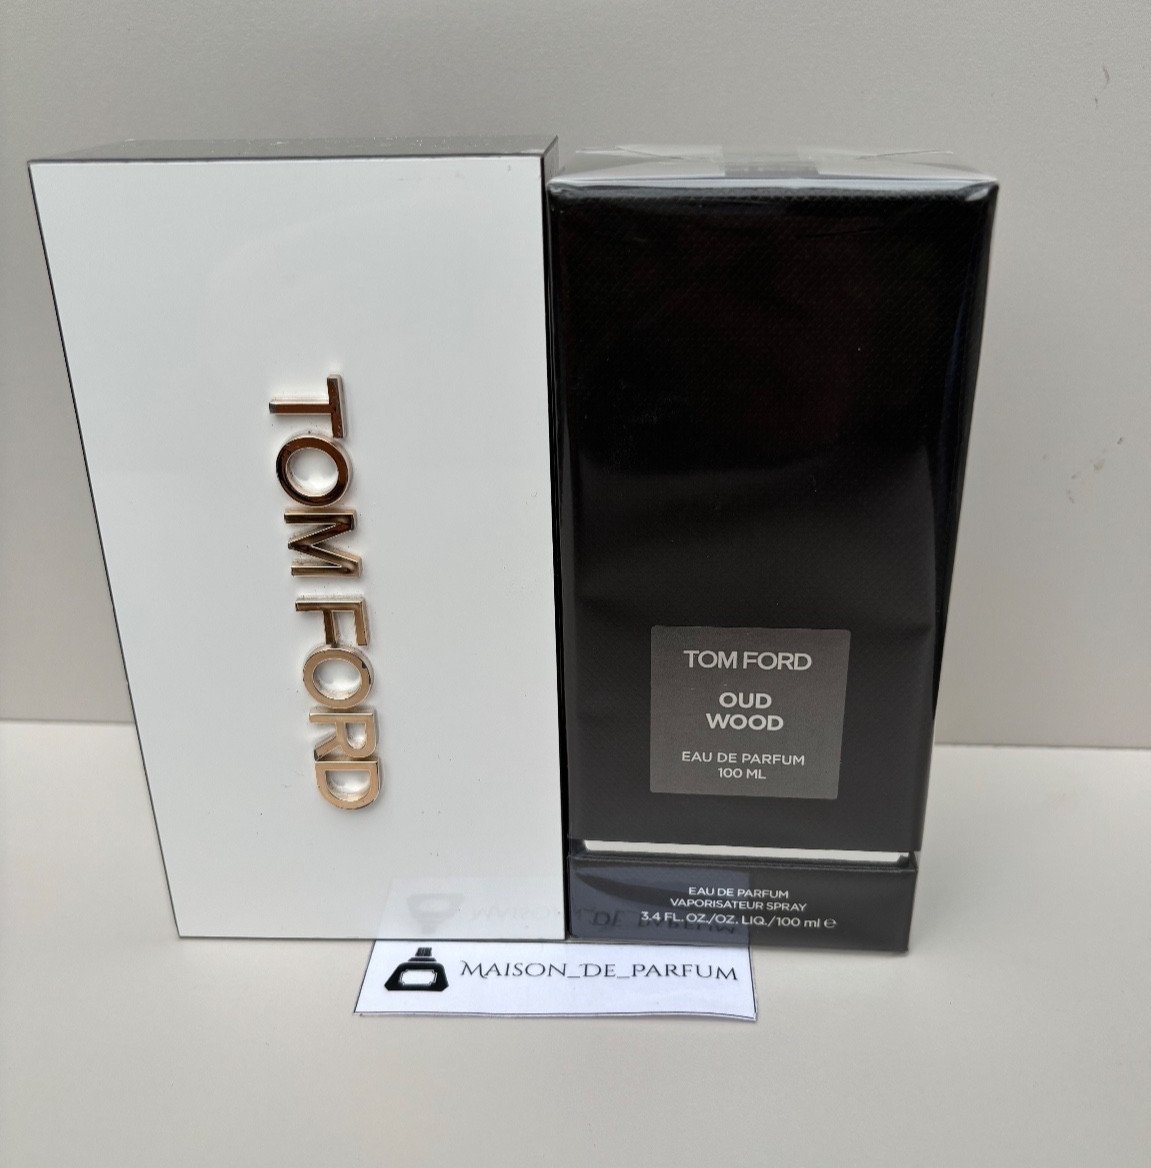 TOM FORD
TOM FORD
OUD
WOOD
EAU DE PARFUM
100 ML
EAU DE PARFUM
VAPORISATEUR SPRAY
3.4 FL. OZ./OZ. LIQ./100 ml ℮
MAISON_DE_PARFUM